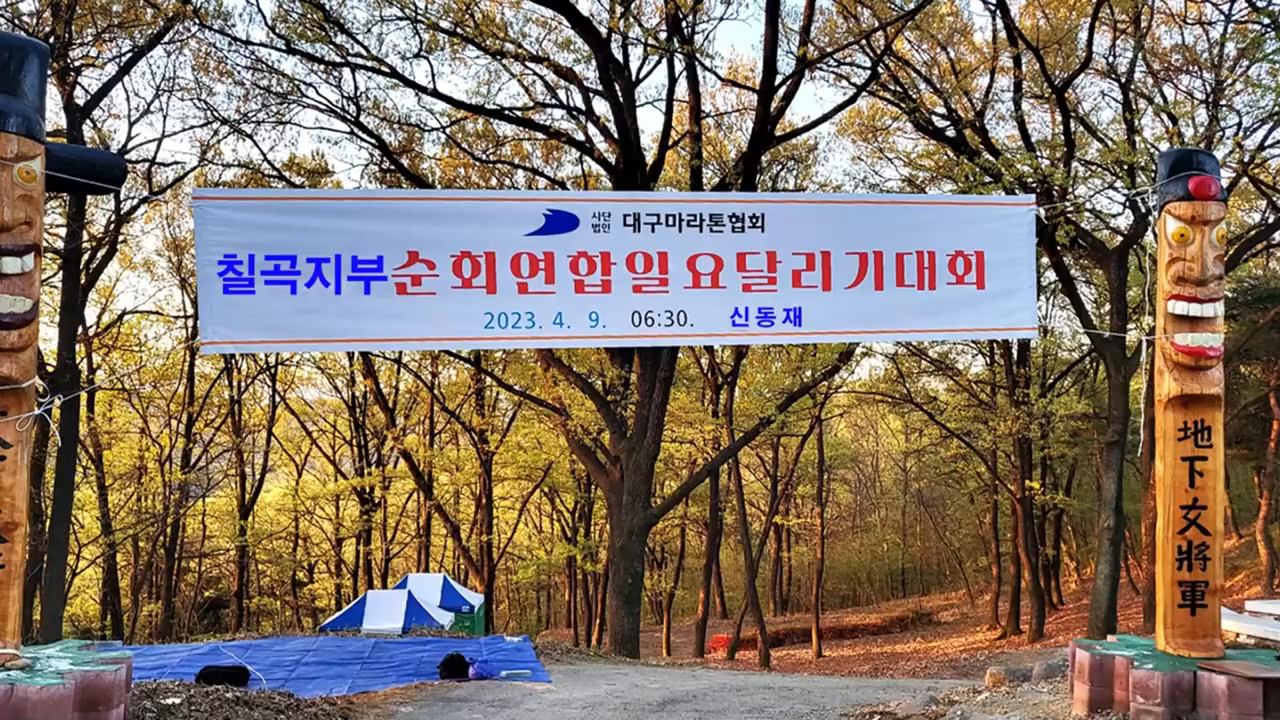 사단
법인 대구마라톤협회
칠곡지부순회연합일요달리기대회
2023. 4. 9. 06:30. 신동재
地下女將軍